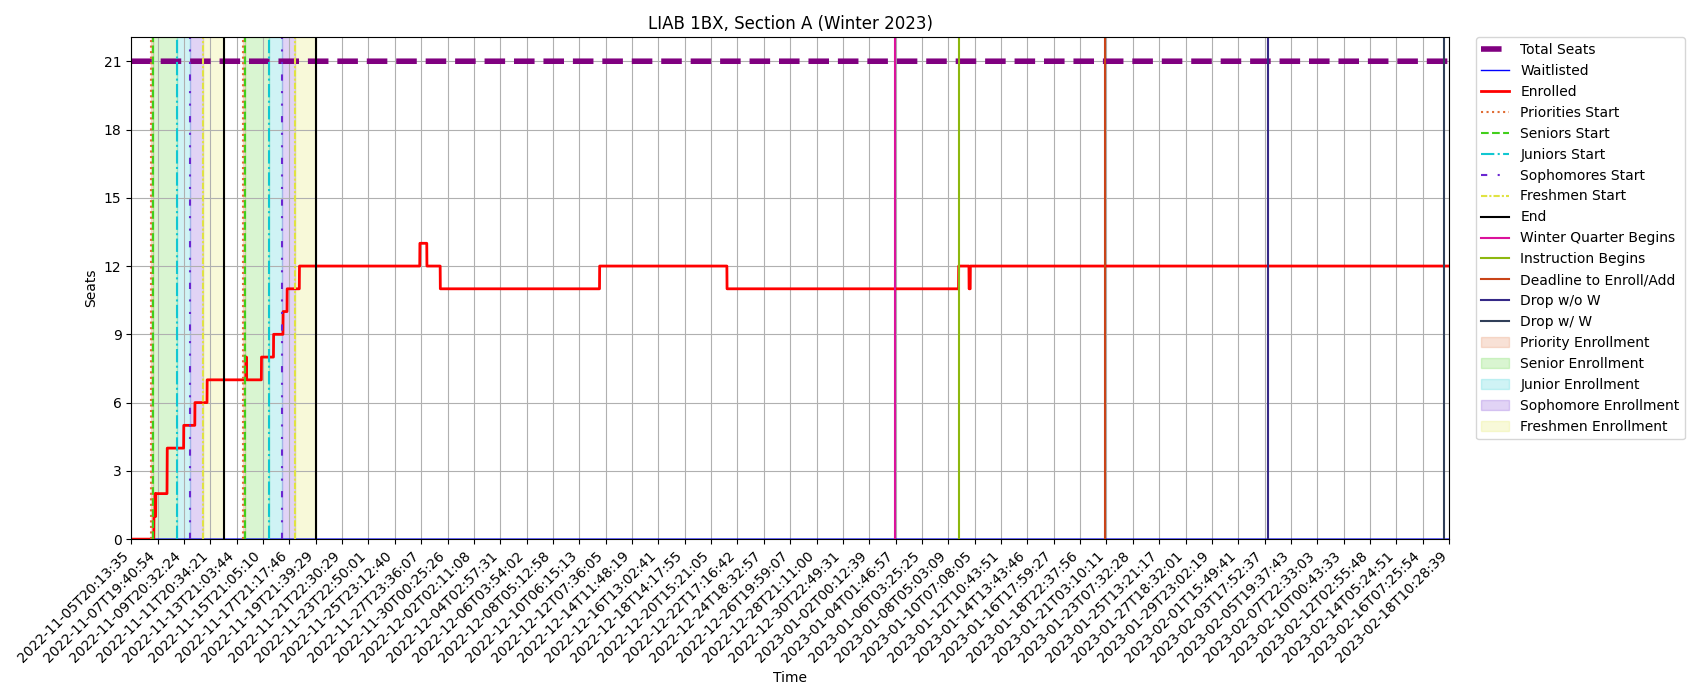 LIAB 1BX, Section A (Winter 2023)
21
18
15
12
9
6
3
0
Seats
2022-11-05T20:13:35
2022-11-07T19:40:54
2022-11-09T20:32:24
2022-11-11T20:34:21
2022-11-13T21:03:44
2022-11-15T21:05:10
2022-11-17T21:17:46
2022-11-19T21:39:29
2022-11-21T22:30:29
2022-11-23T22:50:01
2022-11-25T23:12:40
2022-11-27T23:36:07
2022-11-30T00:25:26
2022-12-02T02:11:08
2022-12-04T02:57:31
2022-12-06T03:54:02
2022-12-08T05:12:58
2022-12-10T06:15:13
2022-12-12T07:36:05
2022-12-14T11:48:19
2022-12-16T13:02:41
2022-12-18T14:17:55
2022-12-20T15:21:05
2022-12-22T17:16:42
2022-12-24T18:32:57
2022-12-26T19:59:07
2022-12-28T21:11:00
2022-12-30T22:49:31
2023-01-02T00:12:39
2023-01-04T01:46:57
2023-01-06T03:25:25
2023-01-08T05:03:09
2023-01-10T07:08:05
2023-01-12T10:43:51
2023-01-14T13:43:46
2023-01-16T17:59:27
2023-01-18T22:37:56
2023-01-21T03:10:11
2023-01-23T07:32:28
2023-01-25T13:21:17
2023-01-27T18:32:01
2023-01-29T23:02:19
2023-02-01T15:49:41
2023-02-03T17:52:37
2023-02-05T19:37:43
2023-02-07T22:33:03
2023-02-10T00:43:33
2023-02-12T02:55:48
2023-02-14T05:24:51
2023-02-16T07:25:54
2023-02-18T10:28:39
Time
Total Seats
Waitlisted
Enrolled
Priorities Start
Seniors Start
Juniors Start
Sophomores Start
Freshmen Start
End
Winter Quarter Begins
Instruction Begins
Deadline to Enroll/Add
Drop w/o W
Drop w/ W
Priority Enrollment
Senior Enrollment
Junior Enrollment
Sophomore Enrollment
Freshmen Enrollment